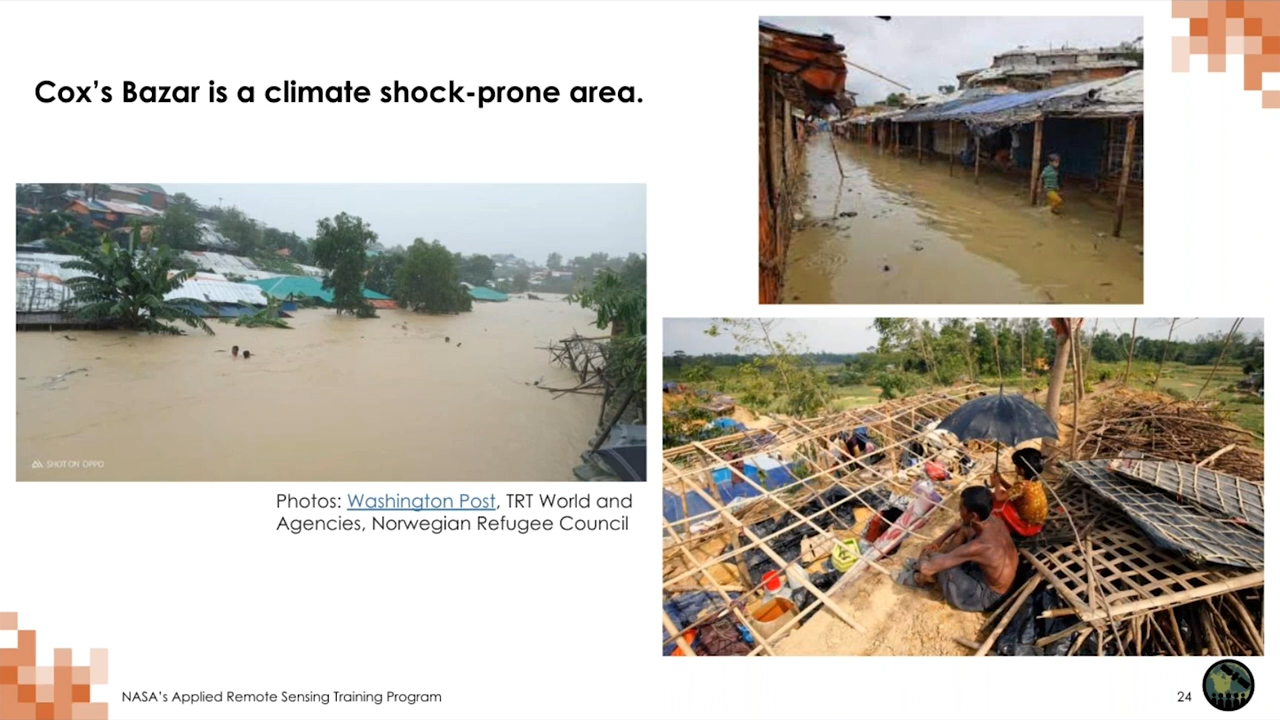 Cox's Bazar is a climate shock-prone area.
SHOT ON OPPO
Photos: Washington Post, TRT World and
Agencies, Norwegian Refugee Council
NASA's Applied Remote Sensing Training Program
24